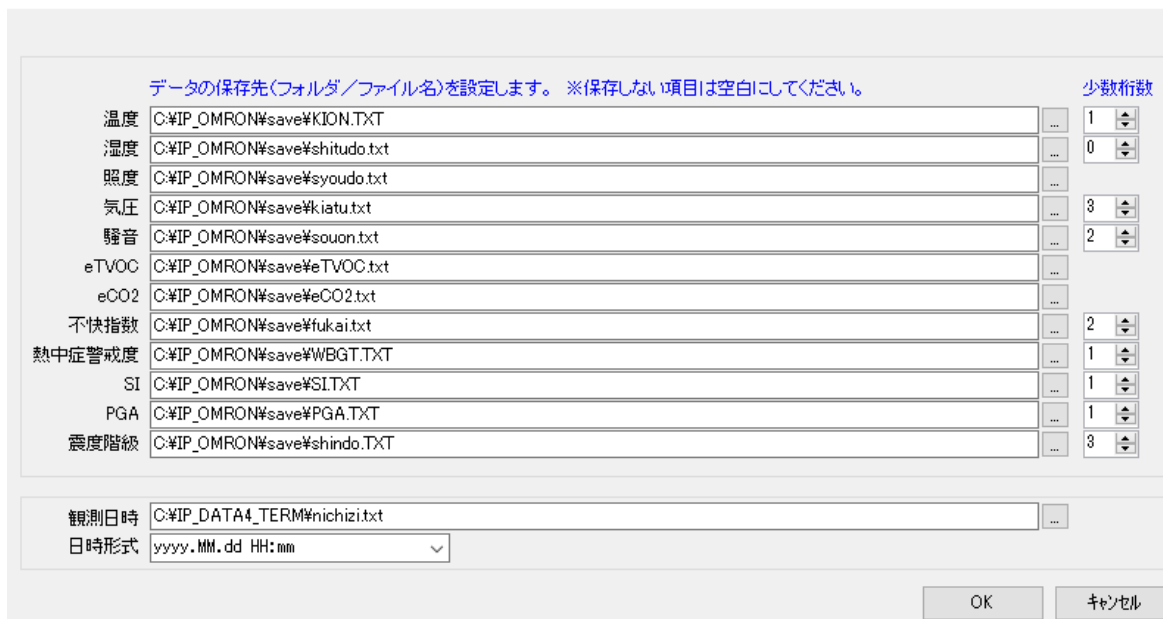 データの保存先(フォルダ/ファイル名)を設定します。 ※保存しない項目は空白にしてください。 少数桁数
温度 C:¥IP_OMRON¥save¥KION.TXT ... 1
湿度 C:¥IP_OMRON¥save¥shitudo.txt ... 0
照度 C:¥IP_OMRON¥save¥syoudo.txt ...
気圧 C:¥IP_OMRON¥save¥kiatu.txt ... 3
騒音 C:¥IP_OMRON¥save¥souon.txt ... 2
eTVOC C:¥IP_OMRON¥save¥eTVOC.txt ...
eCO2 C:¥IP_OMRON¥save¥eCO2.txt ...
不快指数 C:¥IP_OMRON¥save¥fukai.txt ... 2
熱中症警戒度 C:¥IP_OMRON¥save¥WBGT.TXT ... 1
SI C:¥IP_OMRON¥save¥SI.TXT ... 1
PGA C:¥IP_OMRON¥save¥PGA.TXT ... 1
震度階級 C:¥IP_OMRON¥save¥shindo.TXT ... 3
観測日時 C:¥IP_DATA4_TERM¥nichizi.txt ...
日時形式 yyyy.MM.dd HH:mm
OK キャンセル